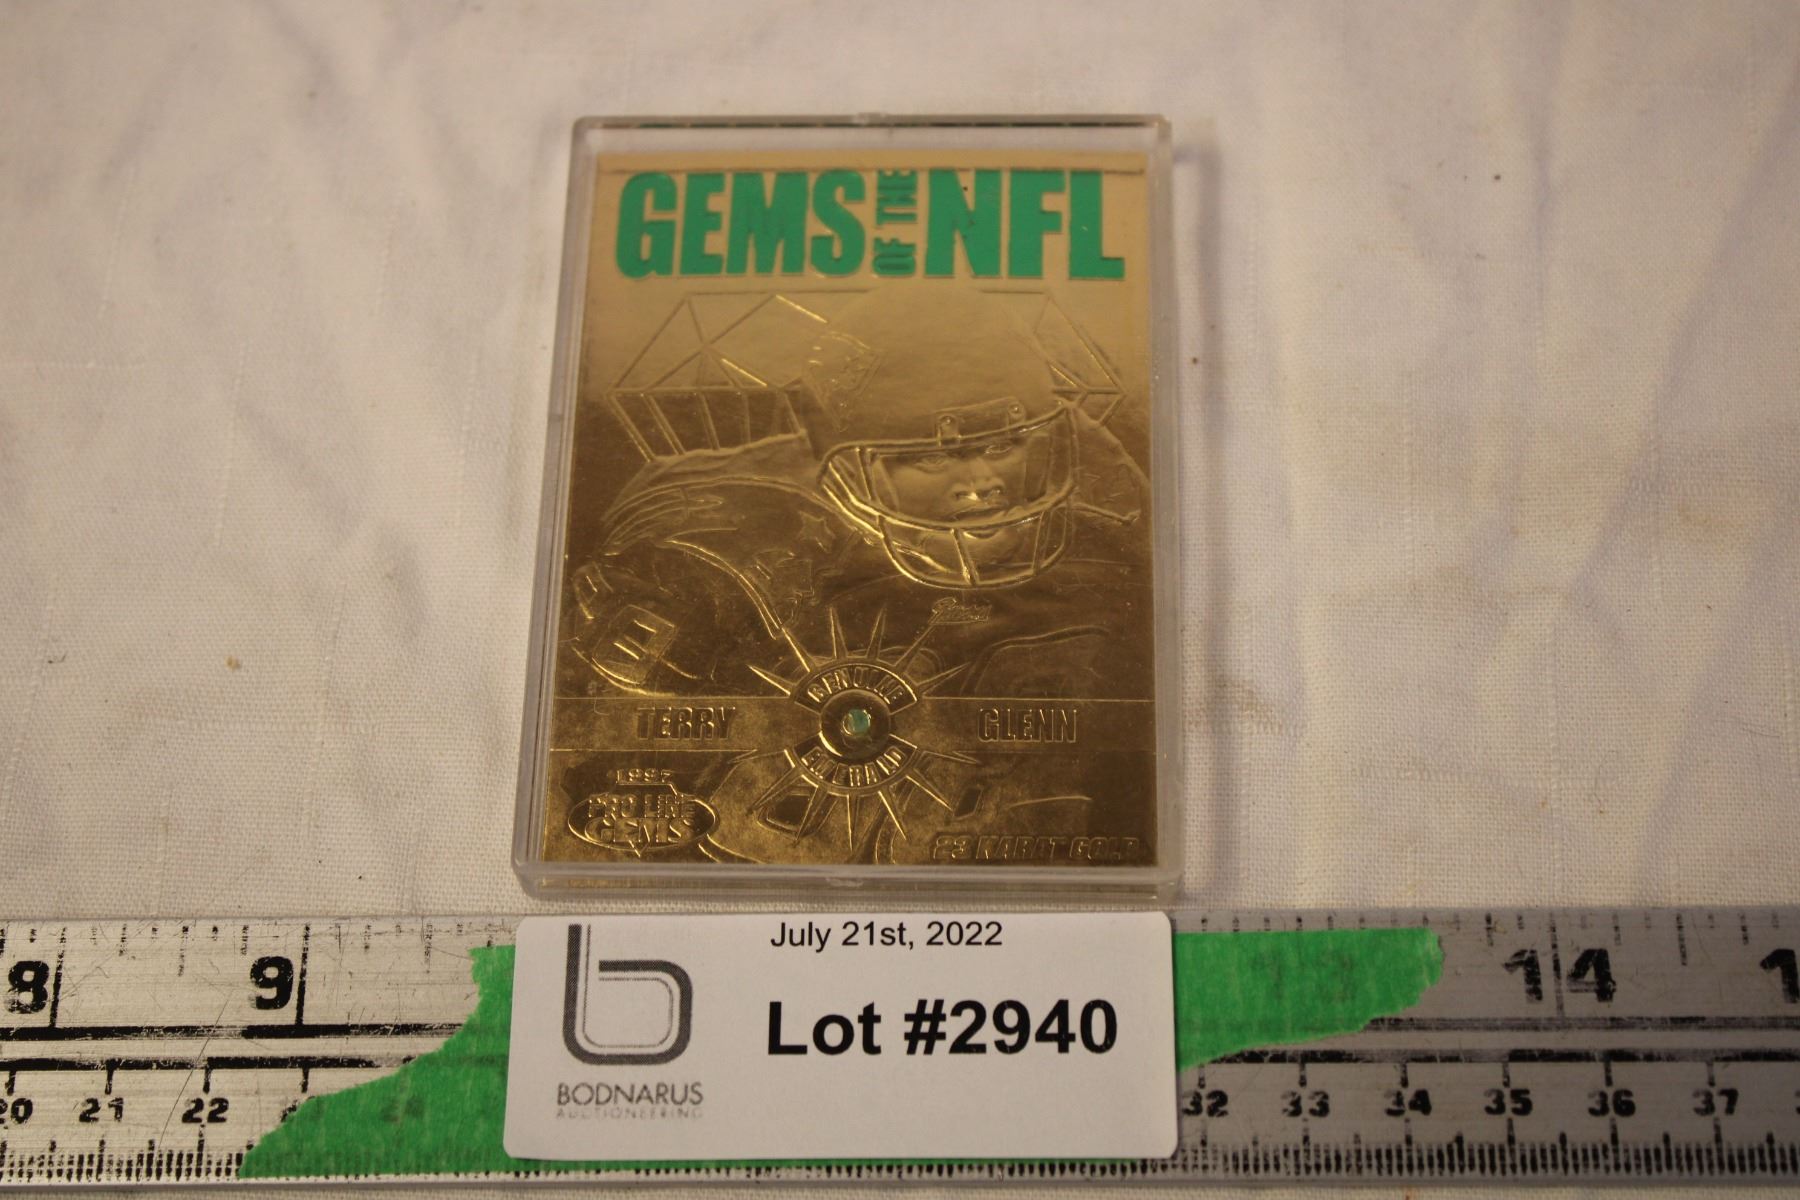 GEMS OF THE NFL
GENUINE
TERRY
GLENN
EMERALD
1997
PRO LINE
GEMS
23 KARAT GOLD
July 21st, 2022
Lot #2940
BODNARUS
AUCTIONEERING
8 9 14
20 21 22 32 33 34 35 36 37